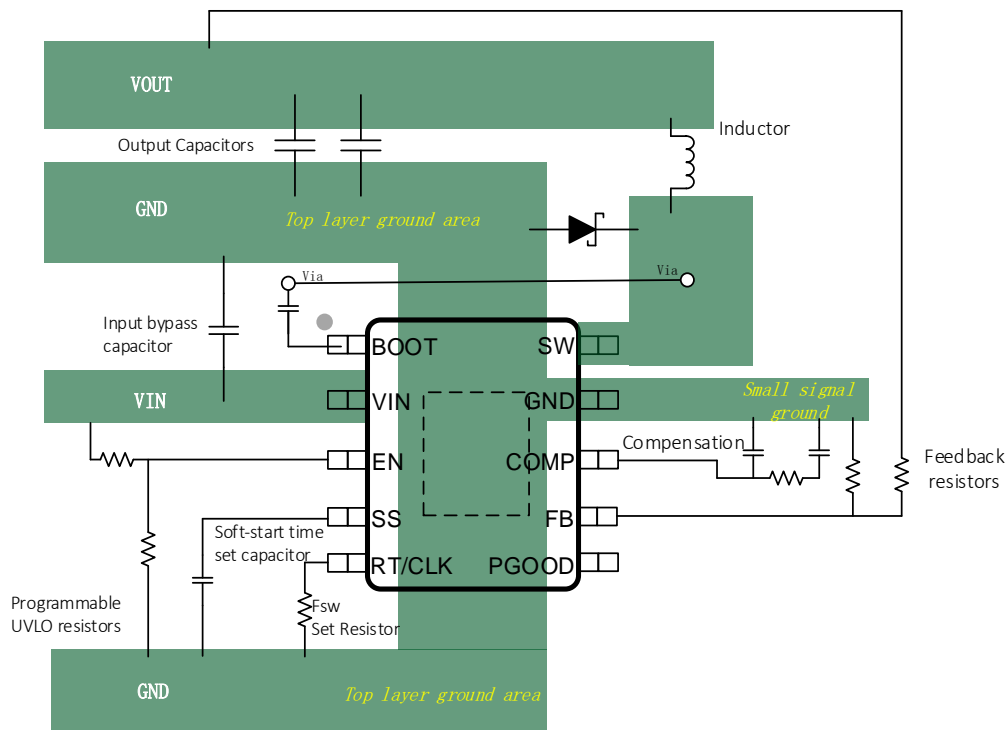 VOUT
Output Capacitors
Inductor
GND
Top layer ground area
Via
Via
Input bypass
capacitor
BOOT
SW
VIN
VIN
GND
Small signal
ground
EN
COMP
Compensation
Feedback
resistors
SS
FB
Soft-start time
set capacitor
RT/CLK
PGOOD
Programmable
UVLO resistors
Fsw
Set Resistor
GND
Top layer ground area